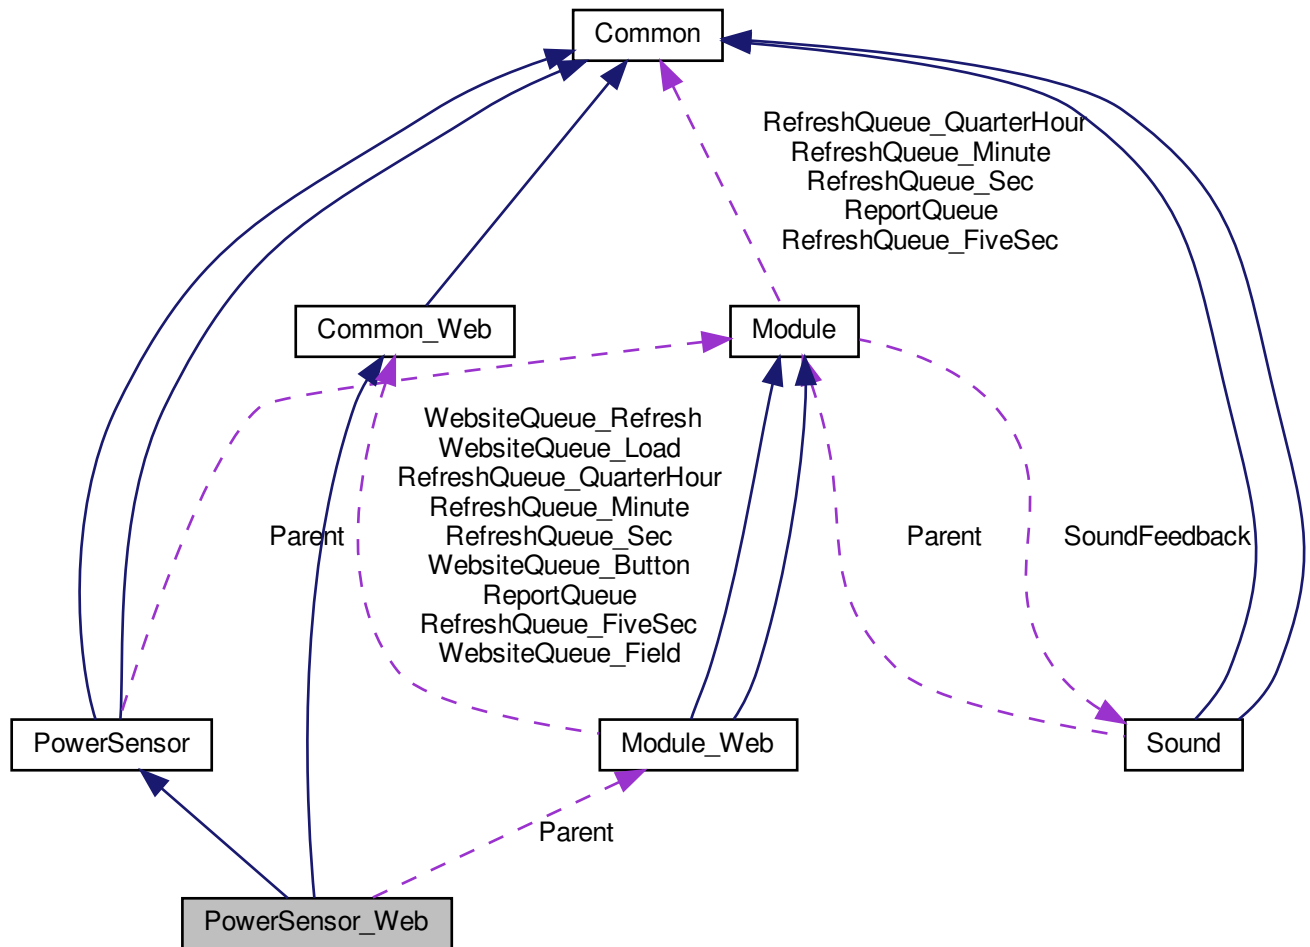 Common
RefreshQueue_QuarterHour
RefreshQueue_Minute
RefreshQueue_Sec
ReportQueue
RefreshQueue_FiveSec
Common_Web
Module
WebsiteQueue_Refresh
WebsiteQueue_Load
RefreshQueue_QuarterHour
RefreshQueue_Minute
RefreshQueue_Sec
WebsiteQueue_Button
ReportQueue
RefreshQueue_FiveSec
WebsiteQueue_Field
Parent
Parent
SoundFeedback
PowerSensor
Module_Web
Sound
Parent
PowerSensor_Web